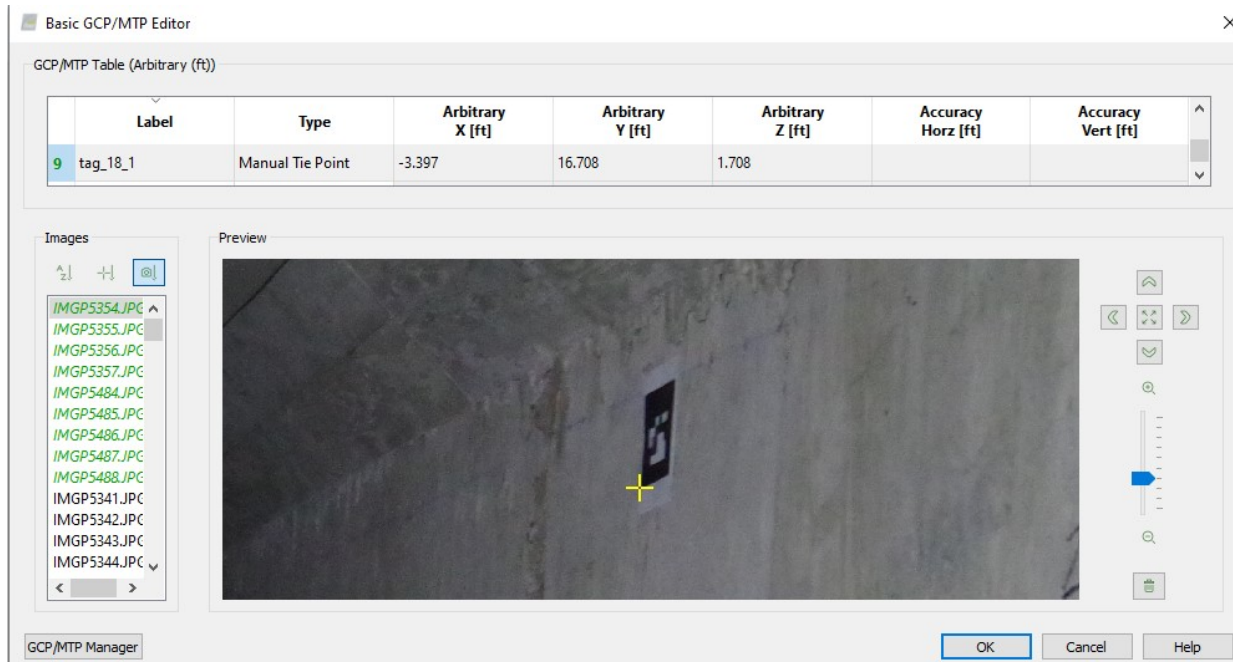 Basic GCP/MTP Editor
GCP/MTP Table (Arbitrary (ft))
Label Type Arbitrary X [ft] Arbitrary Y [ft] Arbitrary Z [ft] Accuracy Horz [ft] Accuracy Vert [ft]
9 tag_18_1 Manual Tie Point -3.397 16.708 1.708
Images
Preview
IMGP5354.JPG
IMGP5355.JPG
IMGP5356.JPG
IMGP5357.JPG
IMGP5484.JPG
IMGP5485.JPG
IMGP5486.JPG
IMGP5487.JPG
IMGP5488.JPG
IMGP5341.JPG
IMGP5342.JPG
IMGP5343.JPG
IMGP5344.JPG
GCP/MTP Manager
OK Cancel Help